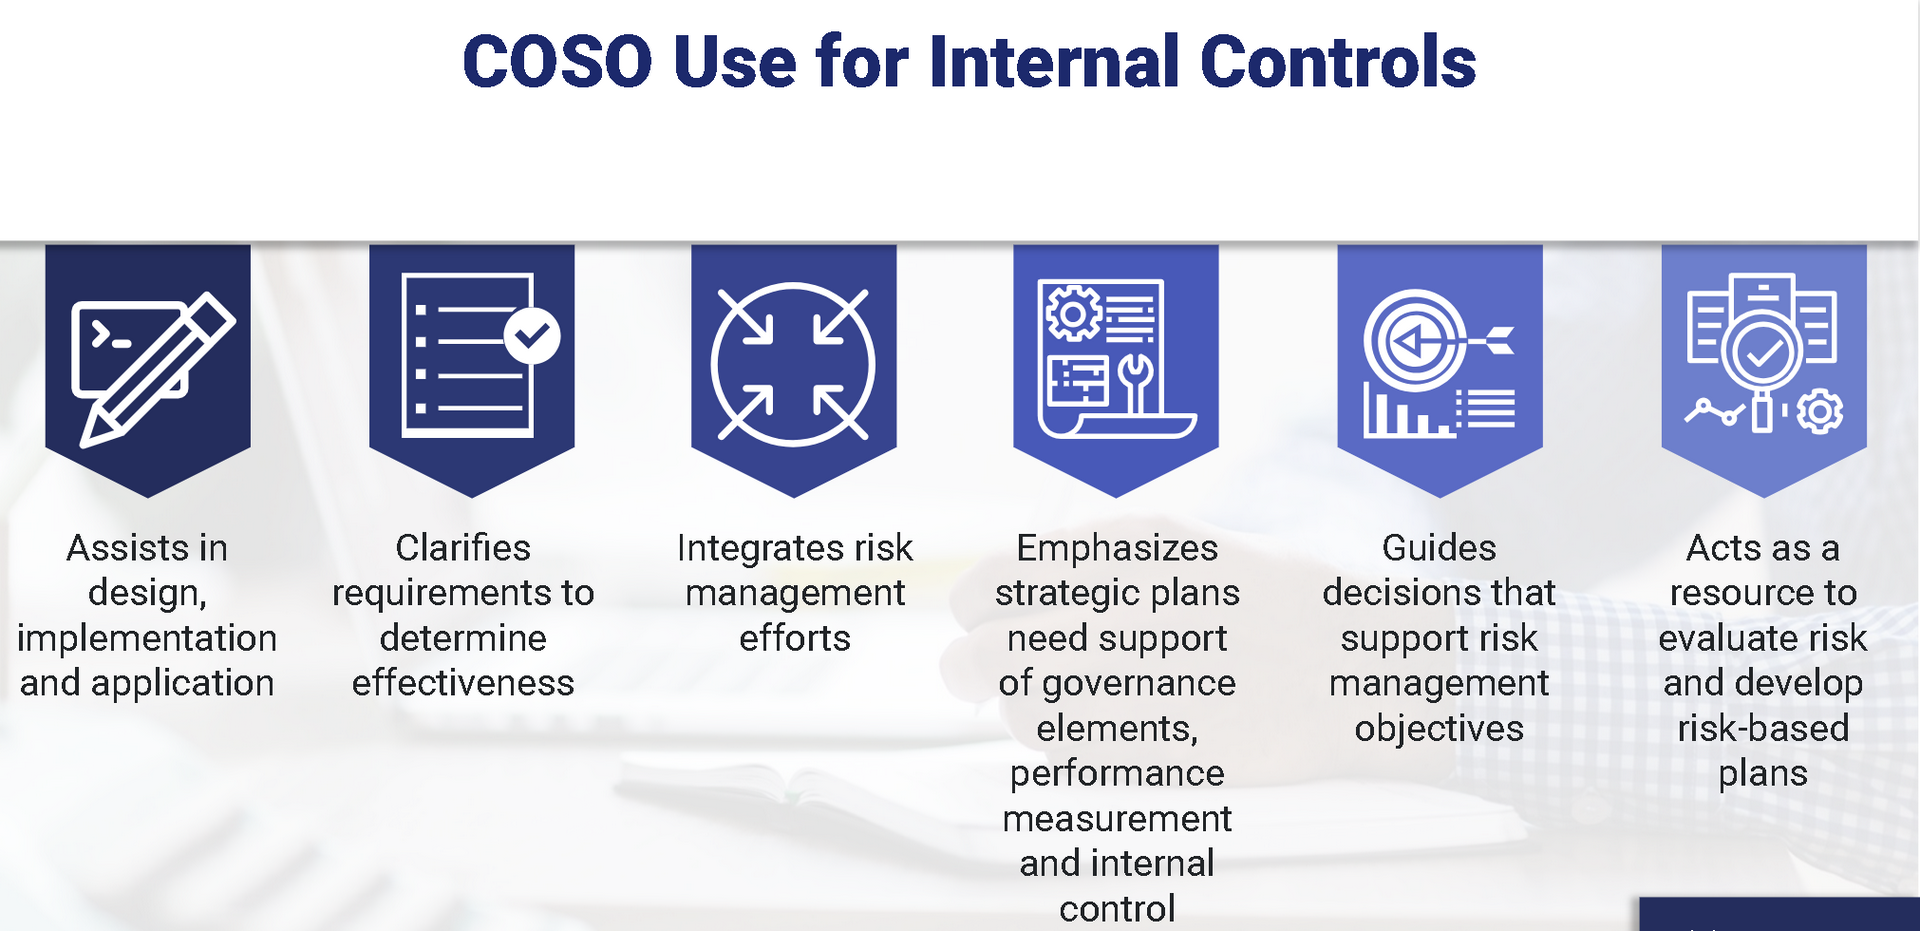 COSO Use for Internal Controls
Assists in
design,
implementation
and application
Clarifies
requirements to
determine
effectiveness
Integrates risk
management
efforts
Emphasizes
strategic plans
need support
of governance
elements,
performance
measurement
and internal
control
Guides
decisions that
support risk
management
objectives
Acts as a
resource to
evaluate risk
and develop
risk-based
plans